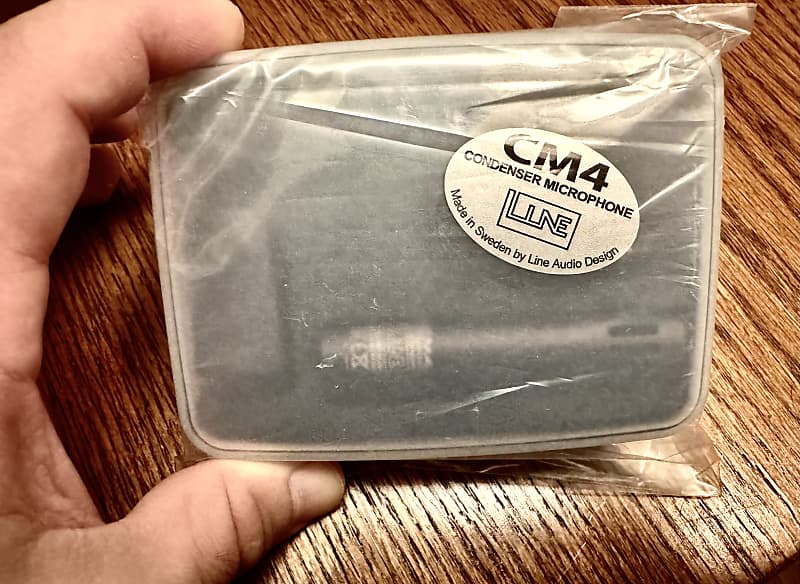 CM4
CONDENSER MICROPHONE
LINE
Made in Sweden by Line Audio Design